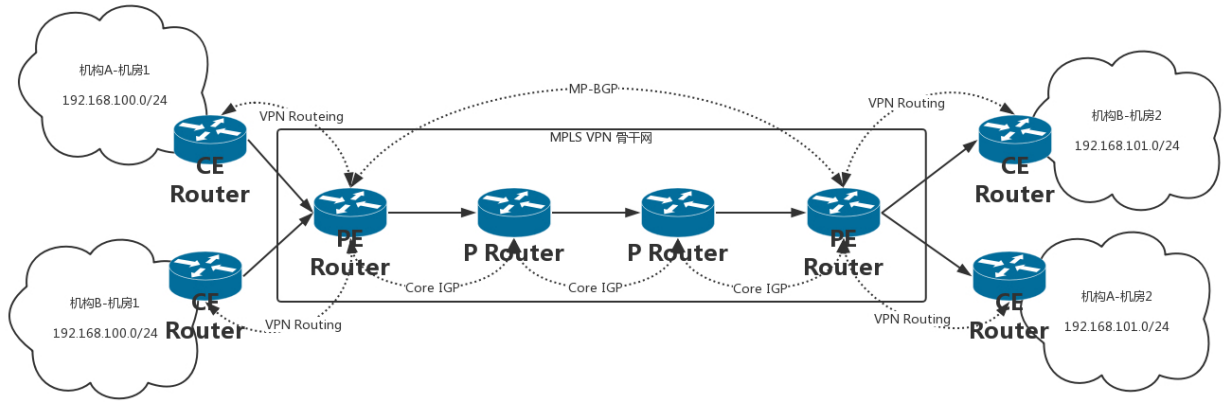 机构A-机房1
192.168.100.0/24
CE
Router
VPN Routeing
MP-BGP
VPN Routing
CE
Router
机构B-机房2
192.168.101.0/24
MPLS VPN 骨干网
PE
Router
P Router
P Router
PE
Router
Core IGP
Core IGP
Core IGP
机构B-机房1
192.168.100.0/24
CE
Router
VPN Routing
VPN Routing
CE
Router
机构A-机房2
192.168.101.0/24